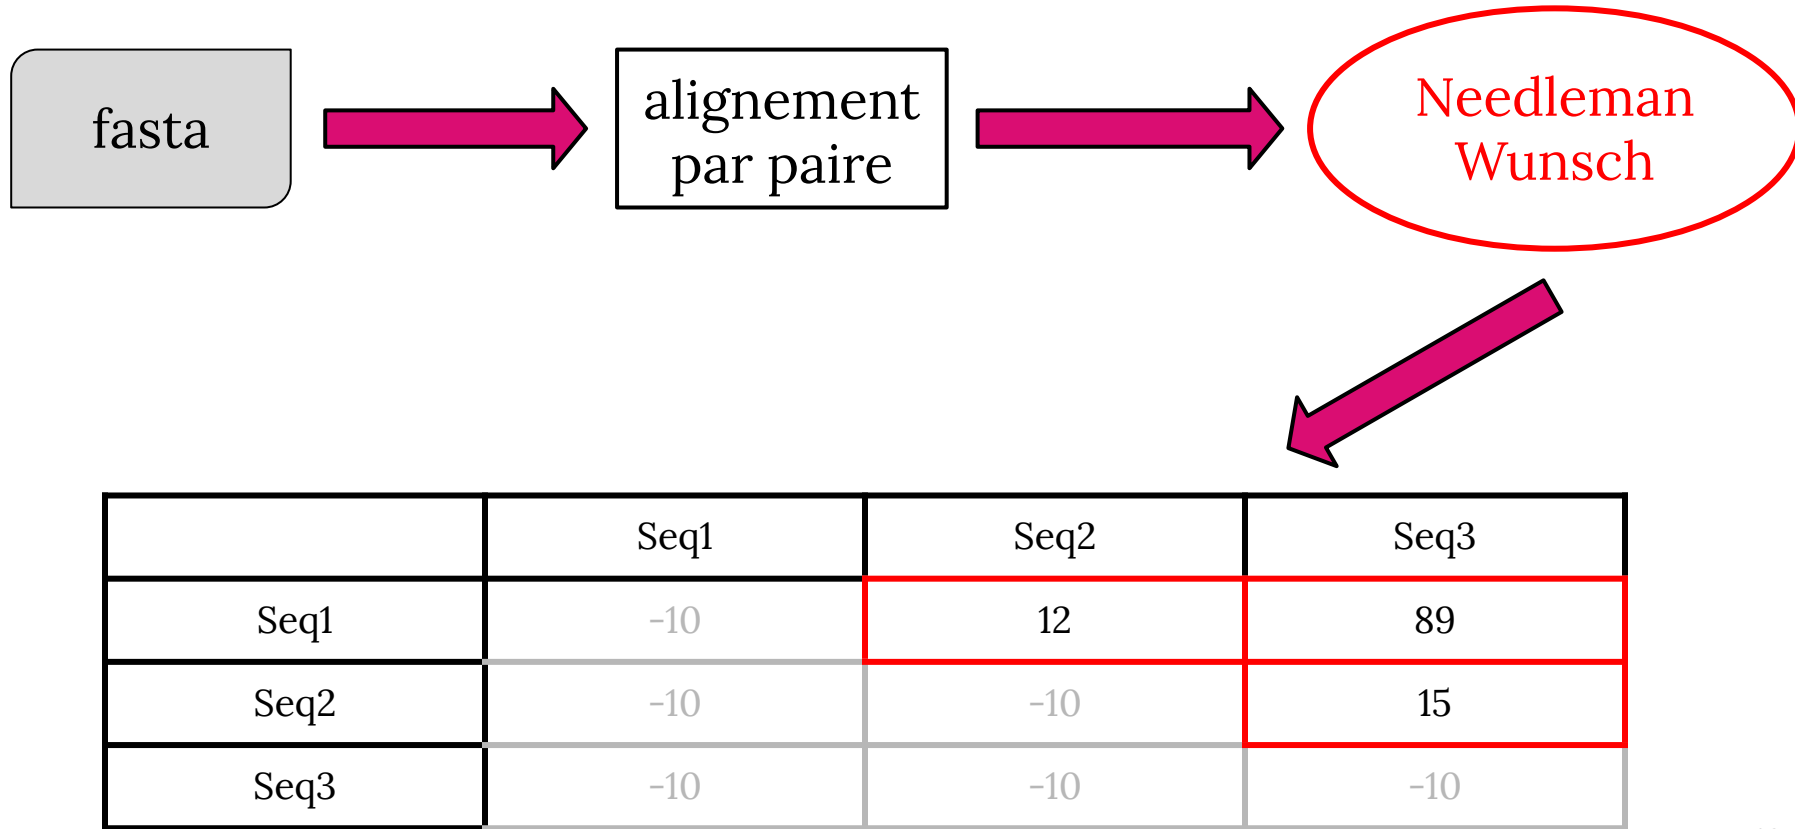 fasta
alignement
par paire
Needleman
Wunsch
Seq1 Seq2 Seq3
Seq1 -10 12 89
Seq2 -10 -10 15
Seq3 -10 -10 -10